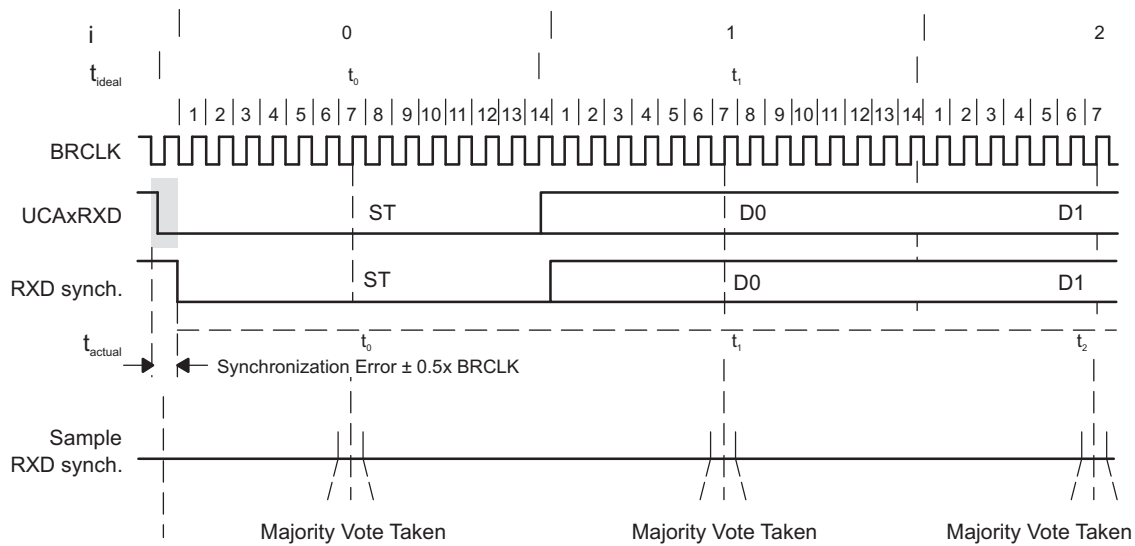 i 0 1 2
tideal t0 t1
1 2 3 4 5 6 7 8 9 10 11 12 13 14 1 2 3 4 5 6 7 8 9 10 11 12 13 14 1 2 3 4 5 6 7
BRCLK
UCAxRXD ST D0 D1
RXD synch. ST D0 D1
tactual t0 t1 t2
Synchronization Error ± 0.5x BRCLK
Sample
RXD synch.
Majority Vote Taken Majority Vote Taken Majority Vote Taken